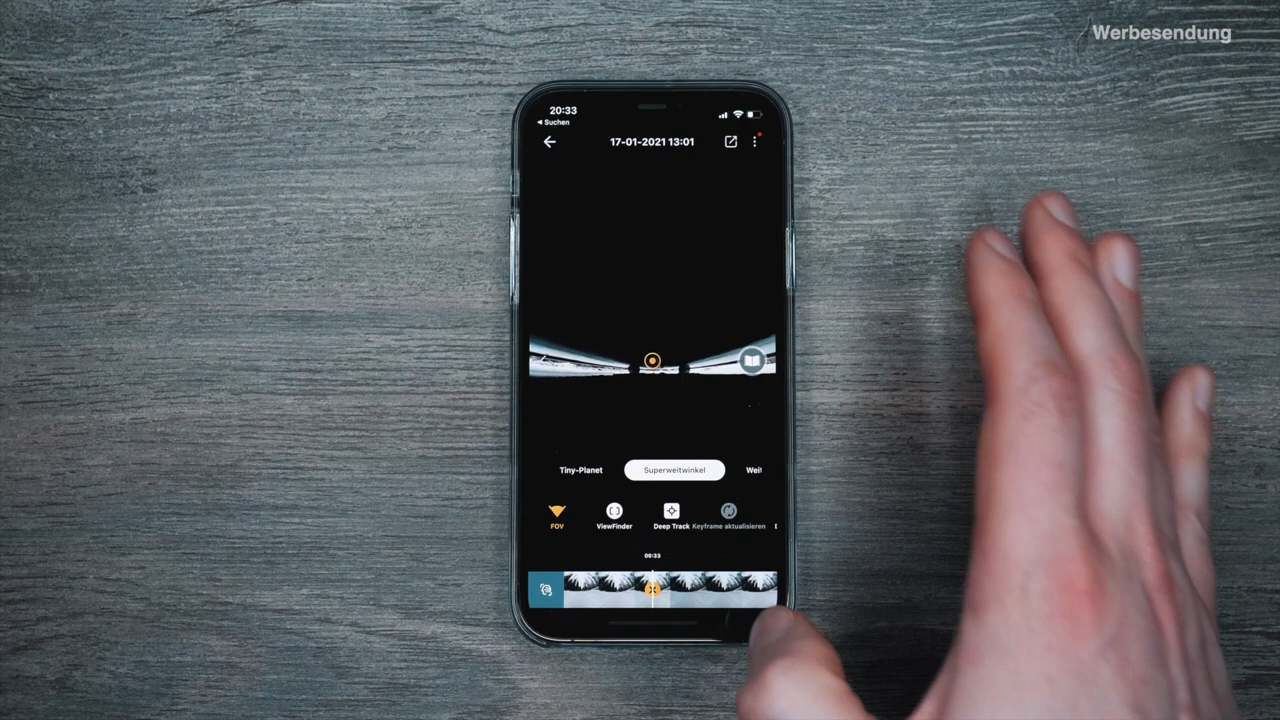 Werbesendung
20:33
Suchen
17-01-2021 13:01
Tiny-Planet
Superweitwinkel
FOV
ViewFinder
Deep Track
Keyframe aktualisieren
00:33